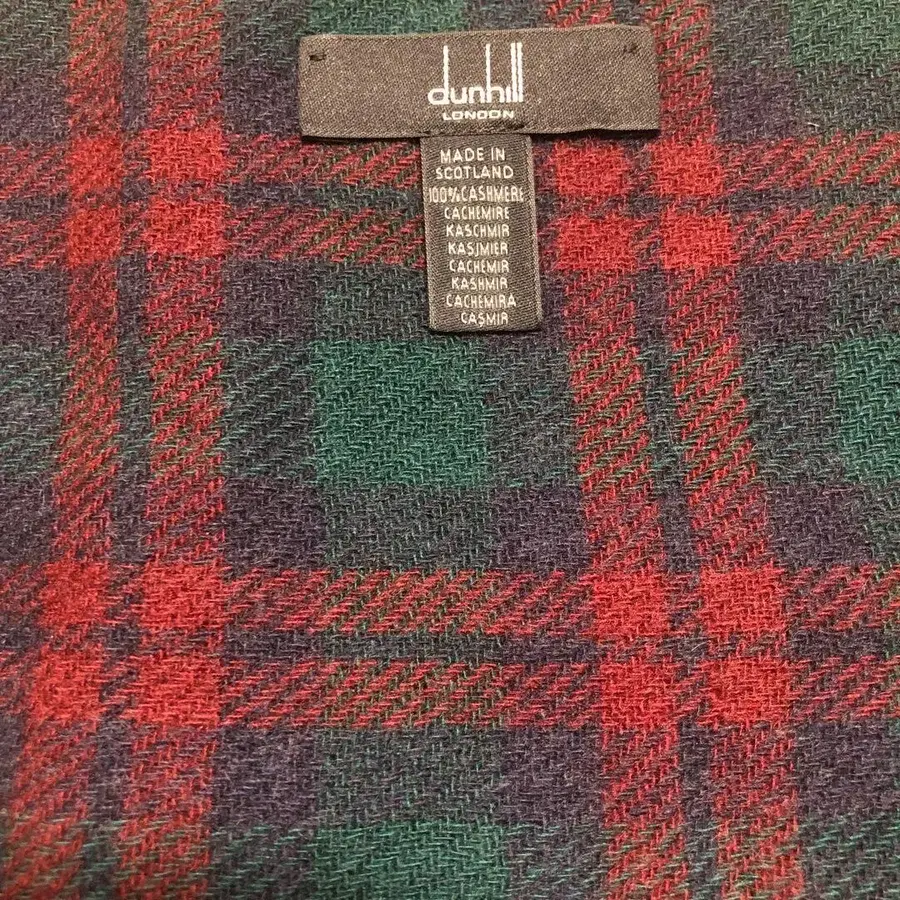 dunhill
LONDON
MADE IN
SCOTLAND
100%CASHMERE
CACHEMIRE
KASCHMIR
KASJMIER
CACHEMIR
KASHMIR
CACHEMIRA
CASMIR